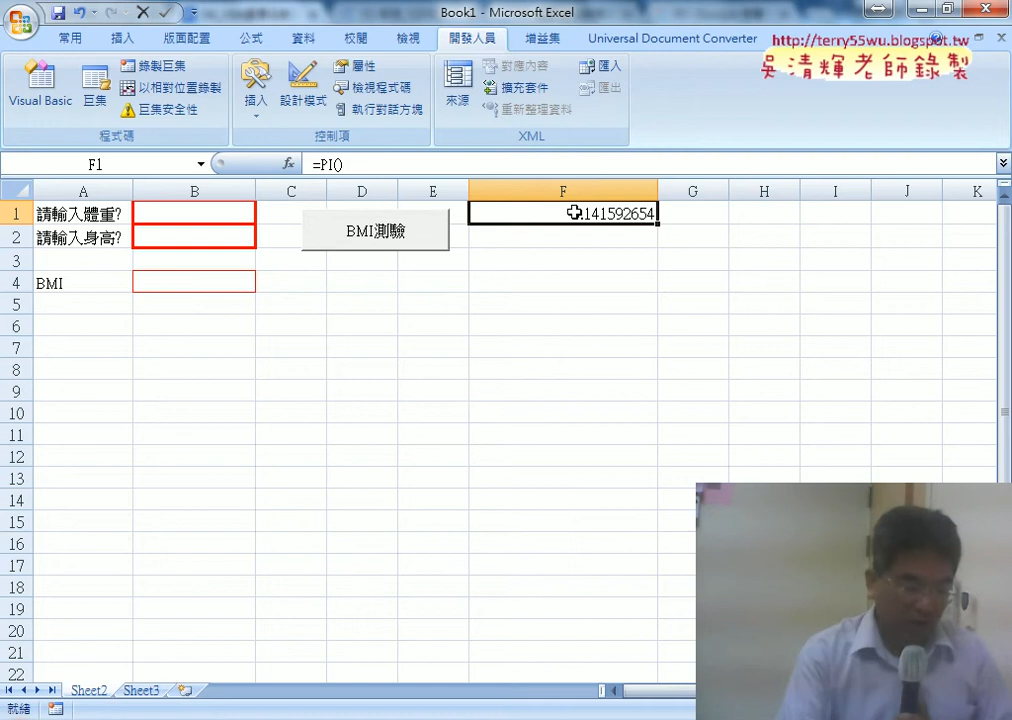 Book1 - Microsoft Excel
常用 插入 版面配置 公式 資料 校閱 檢視 開發人員 增益集 Universal Document Converter
http://terry55wu.blogspot.tw
吳清輝老師錄製
Visual Basic 巨集 錄製巨集 以相對位置錄製 巨集安全性
程式碼
插入 設計模式 屬性 檢視程式碼 執行對話方塊
控制項
來源 對應內容 擴充套件 重新整理資料 匯入 匯出
XML
F1 fx =PI()
A B C D E F G H I J K
1 請輸入體重? BMI測驗 .141592654
2 請輸入身高?
3
4 BMI
5
6
7
8
9
10
11
12
13
14
15
16
17
18
19
20
21
22
Sheet2 Sheet3
就緒